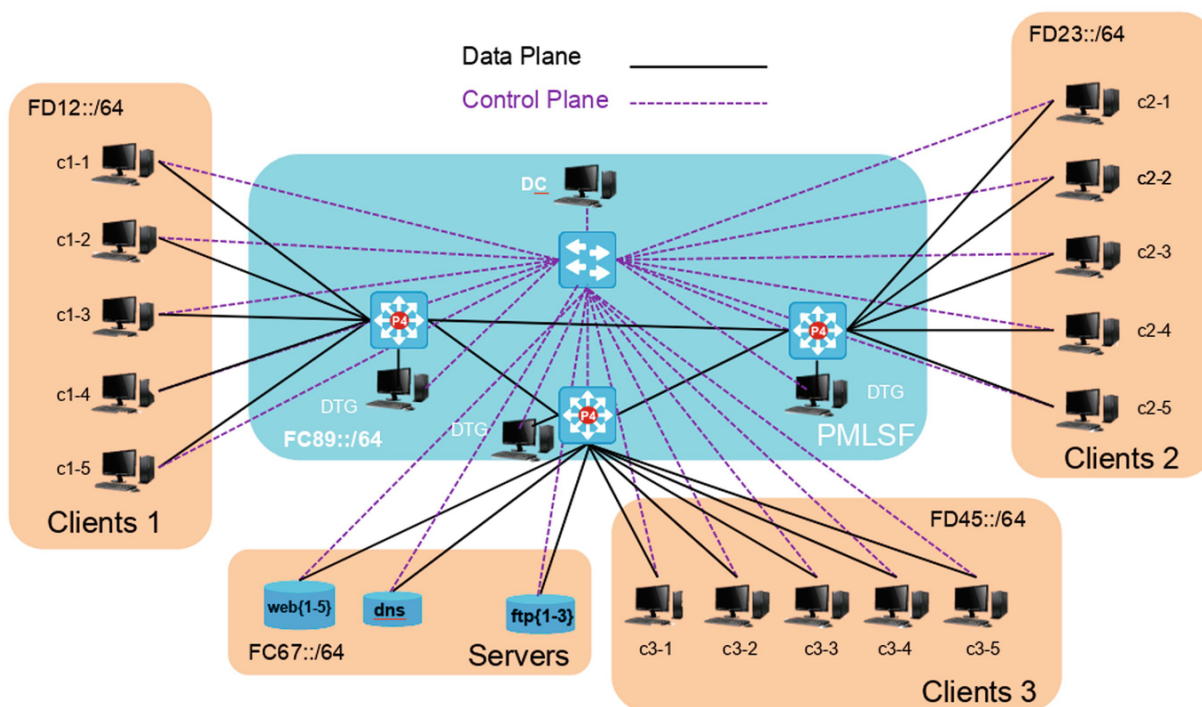 Data Plane
Control Plane
FD12::/64
c1-1
c1-2
c1-3
c1-4
c1-5
Clients 1
DC
P4
P4
P4
DTG
DTG
DTG
FC89::/64
PMLSF
FD23::/64
c2-1
c2-2
c2-3
c2-4
c2-5
Clients 2
web{1-5}
dns
ftp{1-3}
FC67::/64
Servers
FD45::/64
c3-1
c3-2
c3-3
c3-4
c3-5
Clients 3